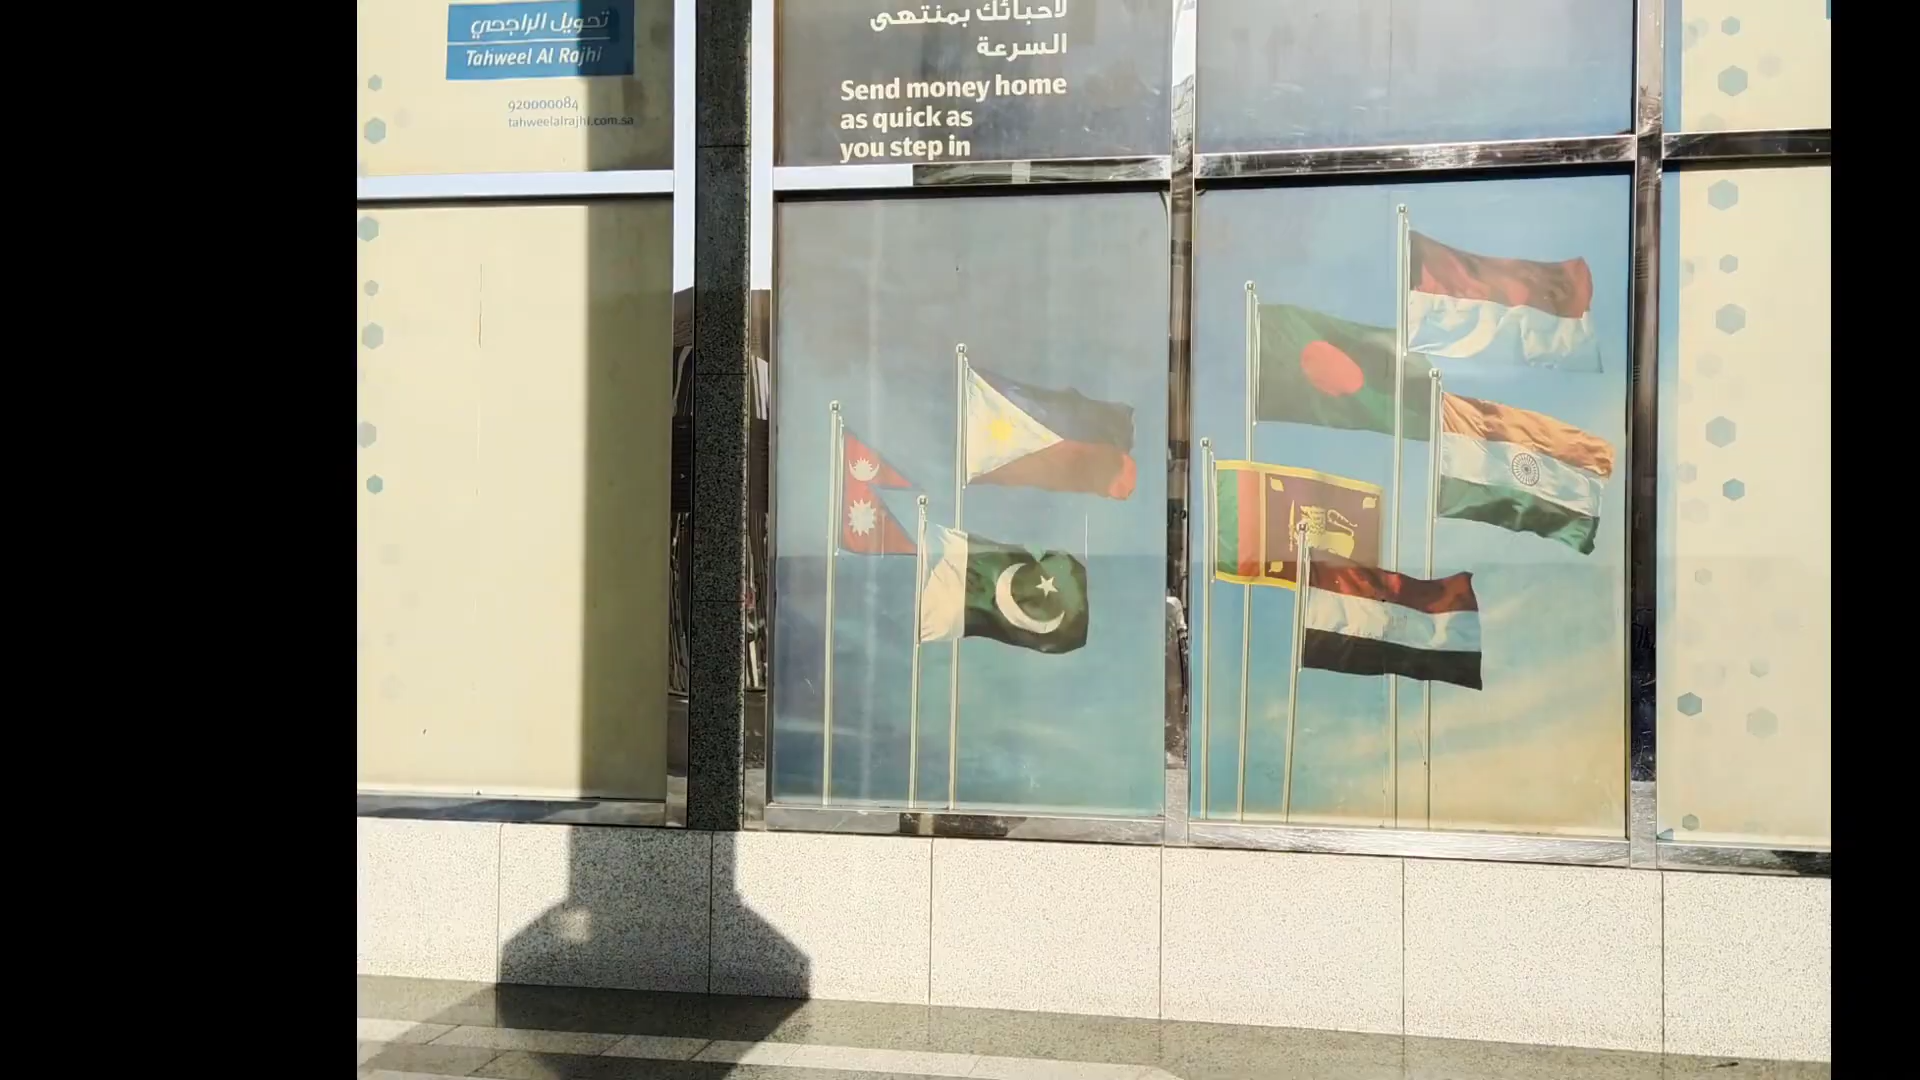 تحويل الراجحي
Tahweel Al Rajhi
920000084
tahweelalrajhi.com.sa
لأحبائك بمنتهى
السرعة
Send money home
as quick as
you step in